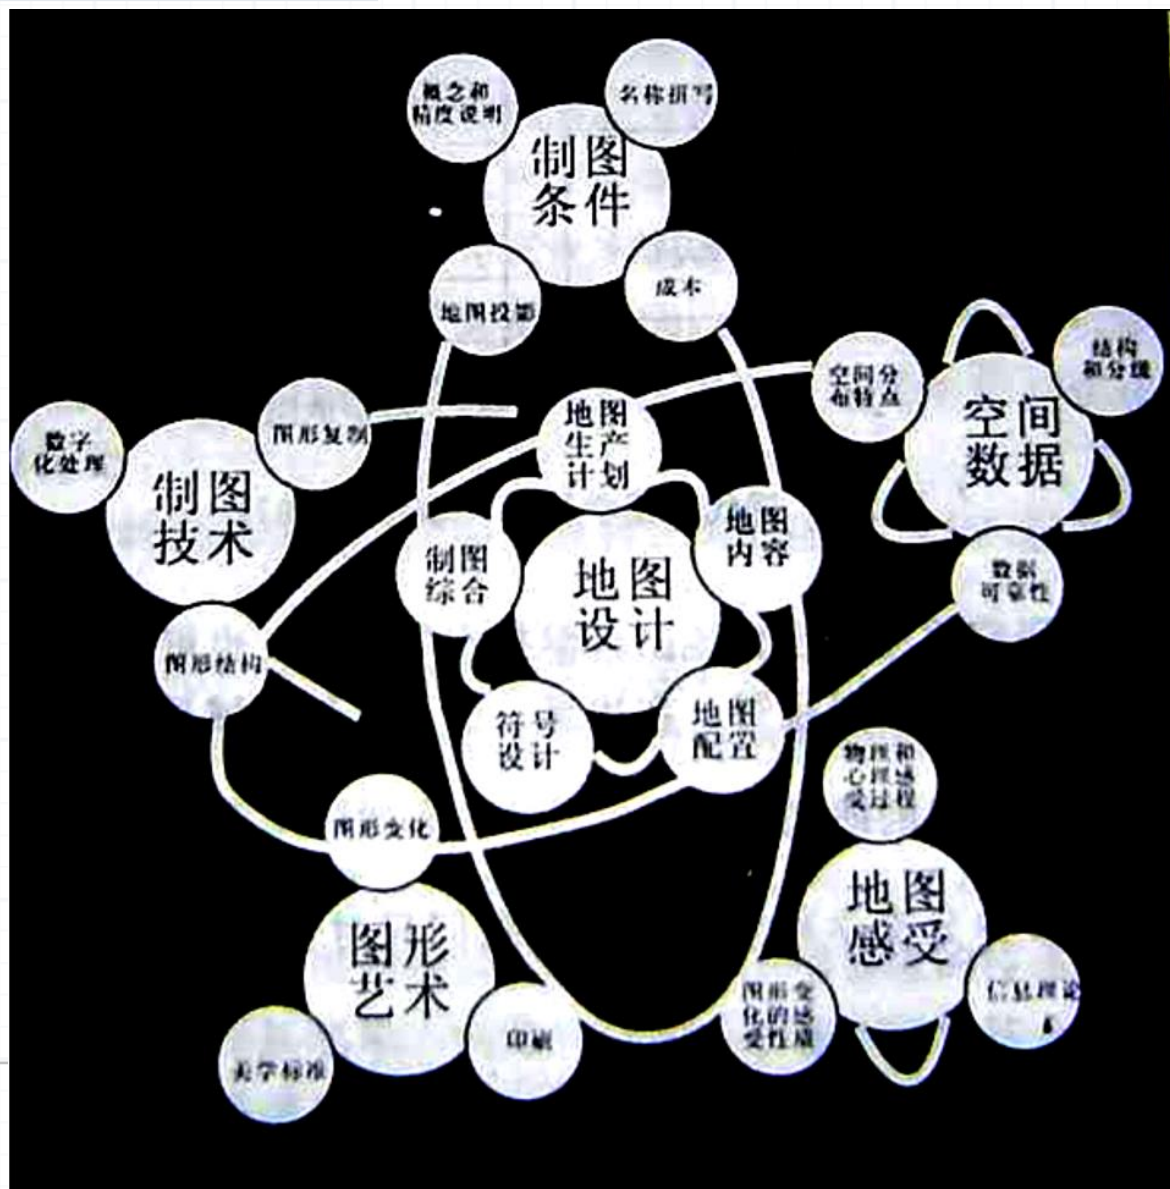 概念和
精度说明
名称拼写
制图
条件
地图投影
成本
空间分
布特点
结构
和分级
空间
数据
数据
可靠性
数字
化处理
图形复制
制图
技术
图形结构
地图
生产
计划
制图
综合
地图
内容
地图
设计
符号
设计
地图
配置
图形变化
图形
艺术
美学标准
印刷
物理和
心理感
受过程
地图
感受
图形变
化的感
受性质
信息理论